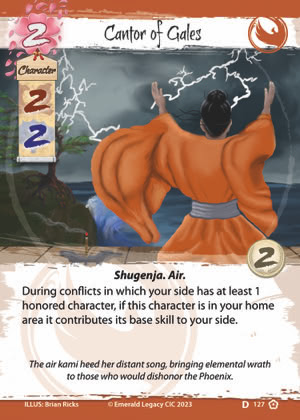 2
Cantor of Gales
Character
2
2
2
Shugenja. Air.
During conflicts in which your side has at least 1
honored character, if this character is in your home
area it contributes its base skill to your side.
The air kami heed her distant song, bringing elemental wrath
to those who would dishonor the Phoenix.
ILLUS: Brian Ricks
© Emerald Legacy CIC 2023
D 127